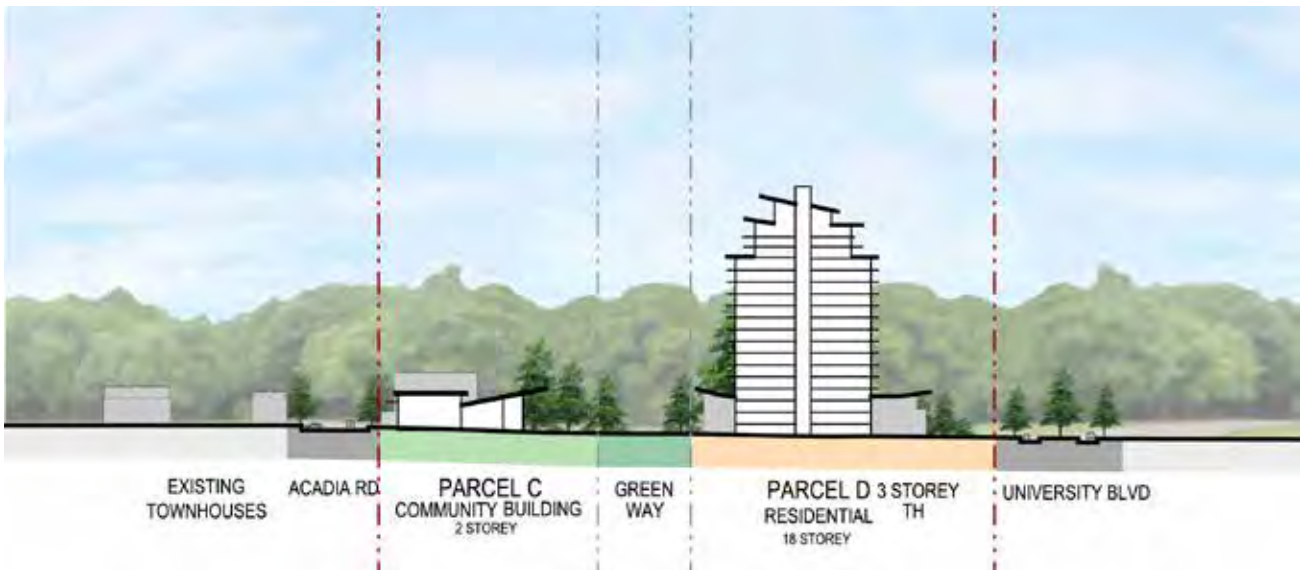 EXISTING
TOWNHOUSES
ACADIA RD
PARCEL C
COMMUNITY BUILDING
2 STOREY
GREEN
WAY
PARCEL D
RESIDENTIAL
18 STOREY
3 STOREY
TH
UNIVERSITY BLVD